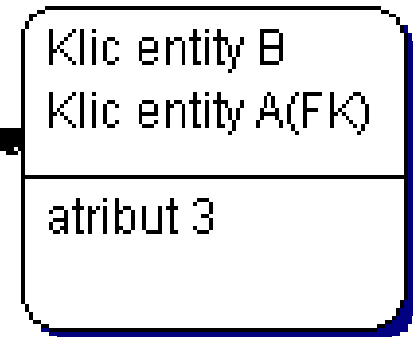 Klic entity B
Klic entity A(FK)
atribut 3